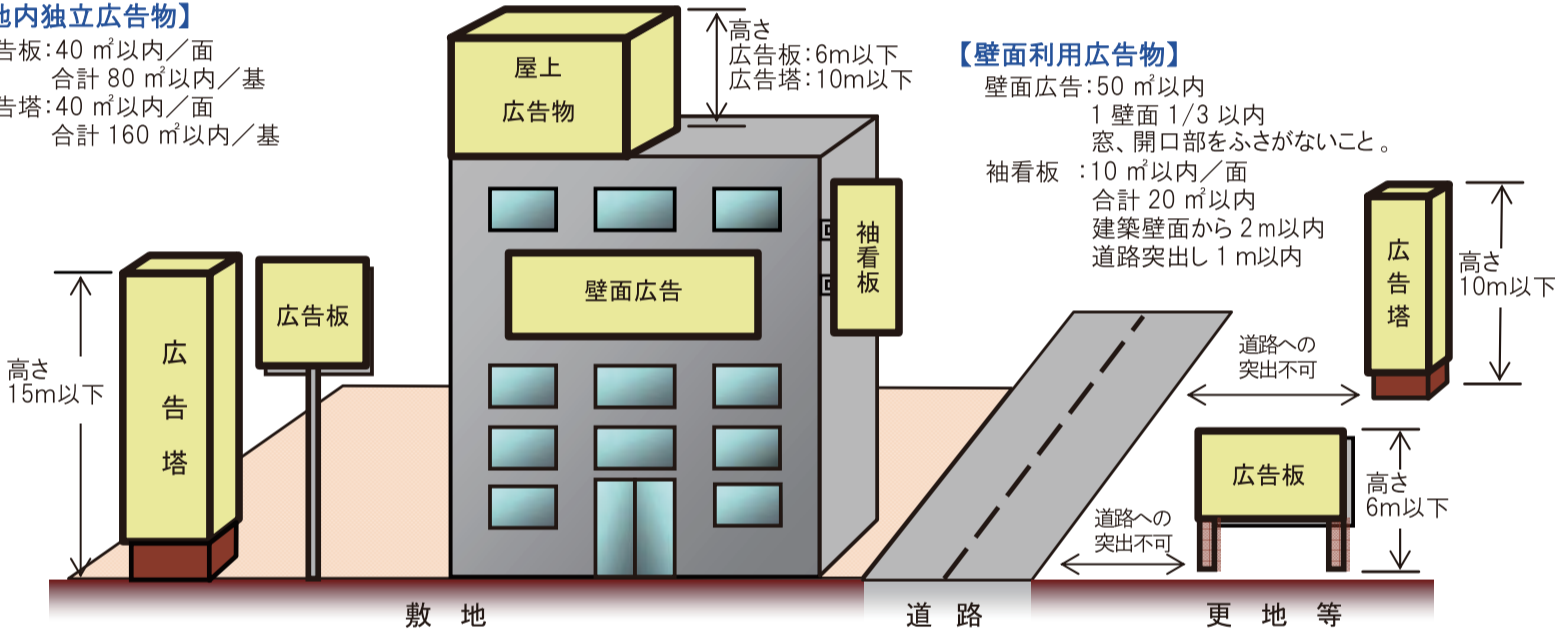 地内独立広告物】
告板:40 ㎡以内／面
合計 80 ㎡以内／基
告塔:40 ㎡以内／面
合計 160 ㎡以内／基
屋上
広告物
高さ
広告板:6m以下
広告塔:10m以下
【壁面利用広告物】
壁面広告:50 ㎡以内
1 壁面 1/3 以内
窓、開口部をふさがないこと。
袖看板 :10 ㎡以内／面
合計 20 ㎡以内
建築壁面から 2 m以内
道路突出し 1 m以内
高さ
15m以下
広告塔
広告板
壁面広告
袖看板
広告塔
高さ
10m以下
道路への
突出不可
広告板
高さ
6m以下
道路への
突出不可
敷 地
道 路
更 地 等